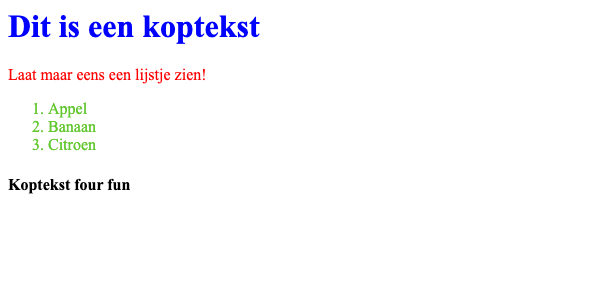 Dit is een koptekst
Laat maar eens een lijstje zien!
1. Appel
2. Banaan
3. Citroen
Koptekst four fun